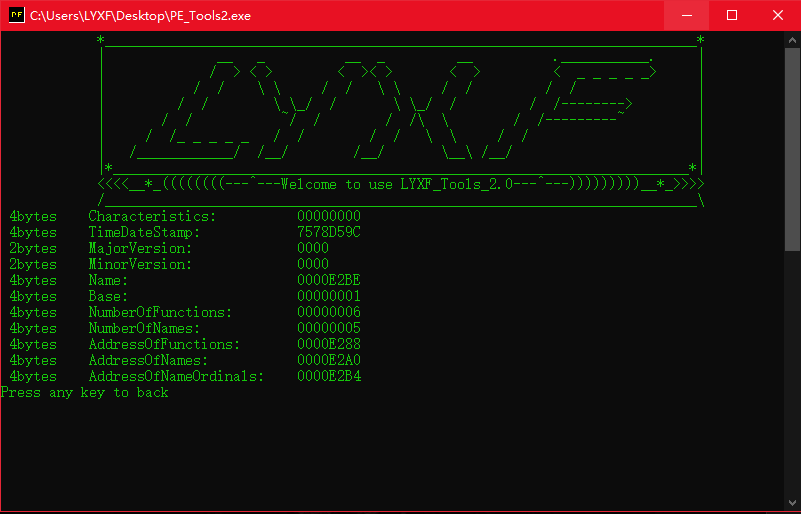 C:\Users\LYXF\Desktop\PE_Tools2.exe
LYXF
<<<<__*_((((((((---^---Welcome to use LYXF_Tools_2.0---^---)))))))))__*_>>>>
4bytes Characteristics: 00000000
4bytes TimeDateStamp: 7578D59C
2bytes MajorVersion: 0000
2bytes MinorVersion: 0000
4bytes Name: 0000E2BE
4bytes Base: 00000001
4bytes NumberOfFunctions: 00000006
4bytes NumberOfNames: 00000005
4bytes AddressOfFunctions: 0000E288
4bytes AddressOfNames: 0000E2A0
4bytes AddressOfNameOrdinals: 0000E2B4
Press any key to back